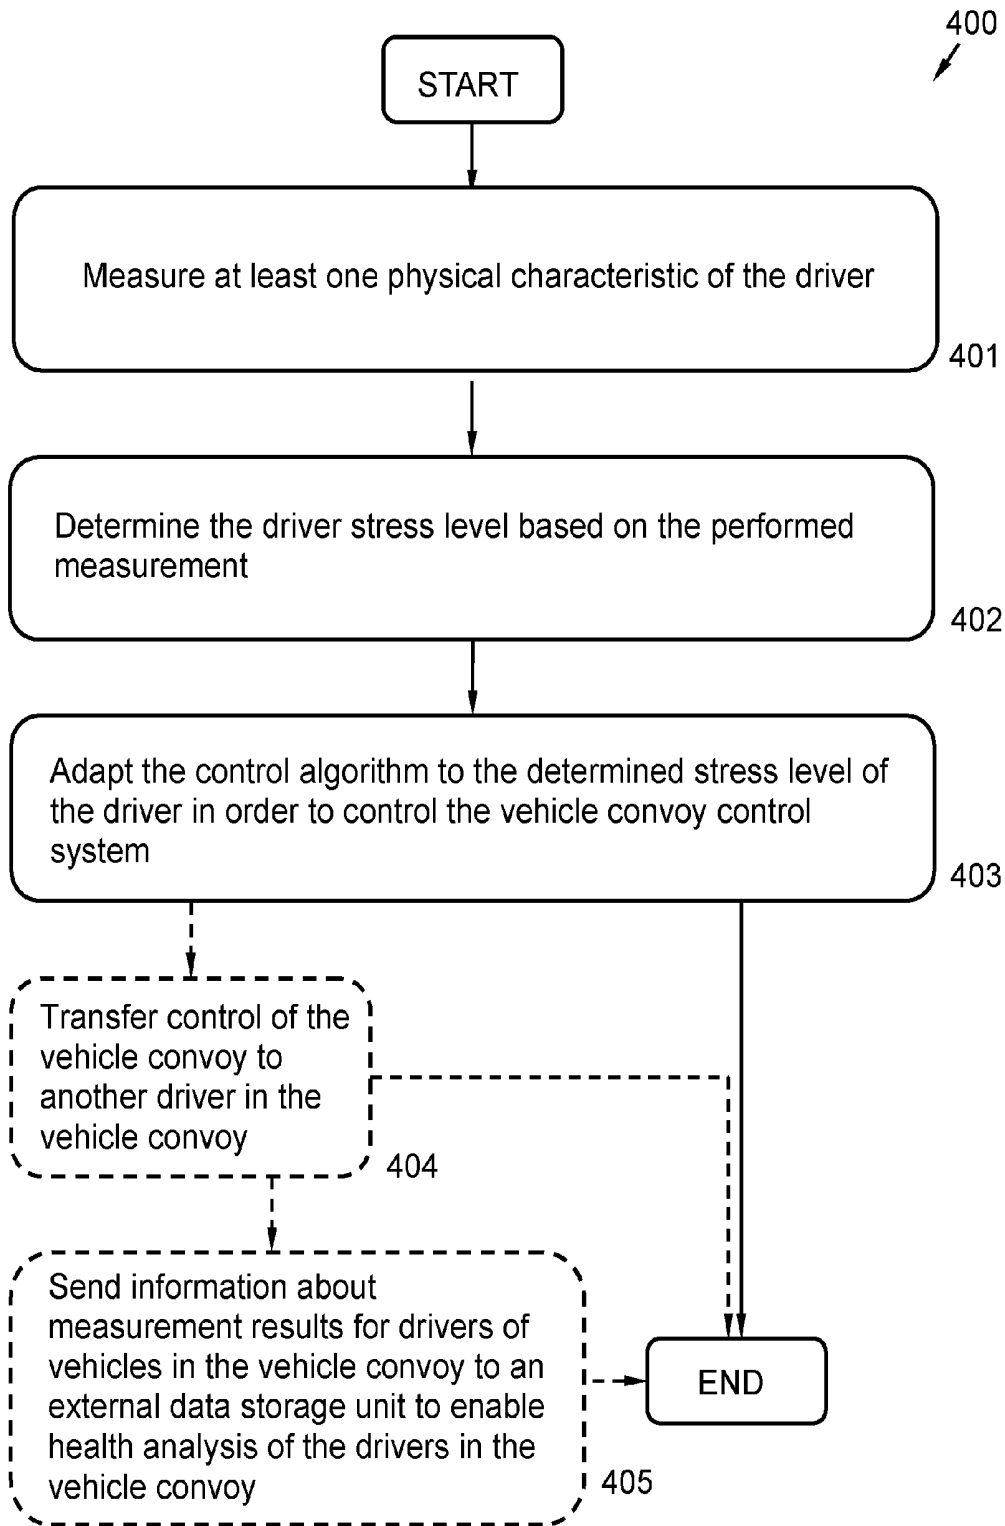 400
START
Measure at least one physical characteristic of the driver
401
Determine the driver stress level based on the performed
measurement
402
Adapt the control algorithm to the determined stress level of
the driver in order to control the vehicle convoy control
system
403
Transfer control of the
vehicle convoy to
another driver in the
vehicle convoy
404
Send information about
measurement results for drivers of
vehicles in the vehicle convoy to an
external data storage unit to enable
health analysis of the drivers in the
vehicle convoy
405
END